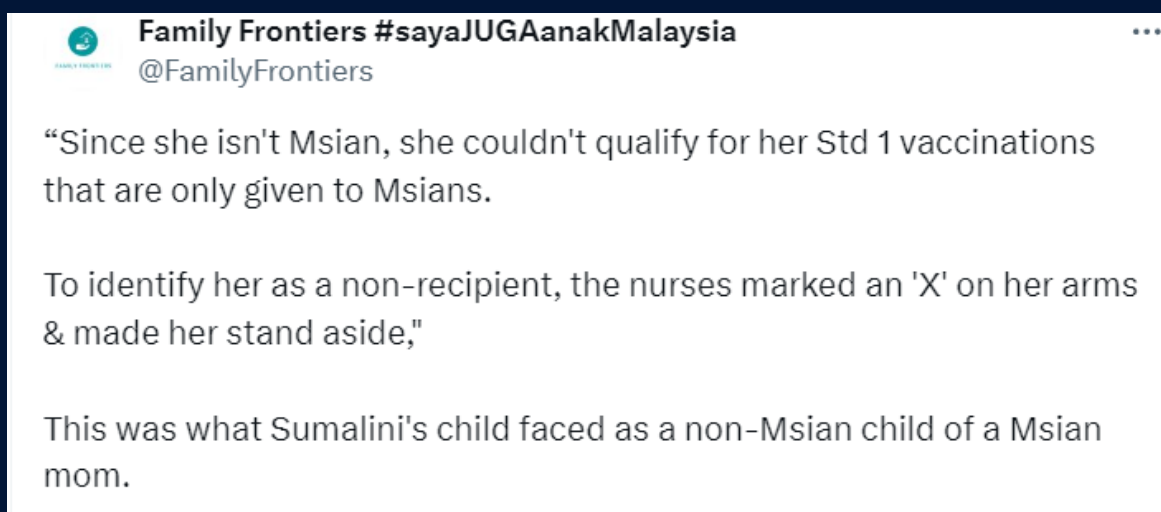 Family Frontiers #sayaJUGAanakMalaysia
@FamilyFrontiers
FAMILY FRONTIERS
“Since she isn't Msian, she couldn't qualify for her Std 1 vaccinations
that are only given to Msians.
To identify her as a non-recipient, the nurses marked an 'X' on her arms
& made her stand aside,"
This was what Sumalini's child faced as a non-Msian child of a Msian
mom.